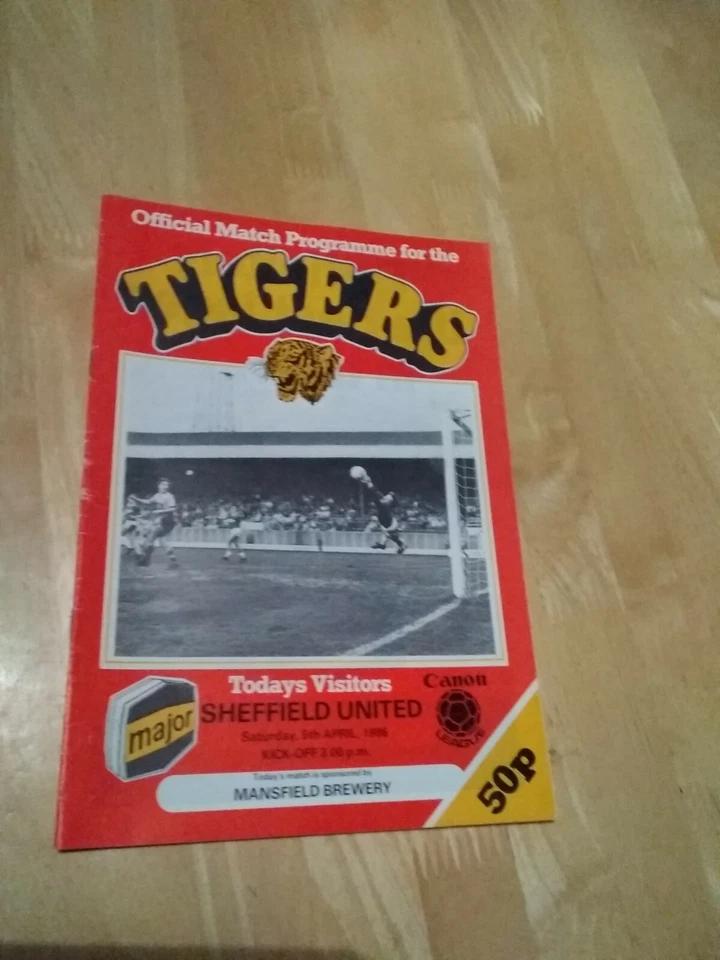 Official Match Programme for the
TIGERS
Todays Visitors
SHEFFIELD UNITED
Saturday, 5th APRIL, 1986
KICK-OFF 3.00 p.m.
Today's match is sponsored by
MANSFIELD BREWERY
major
Canon
LEAGUE
50p